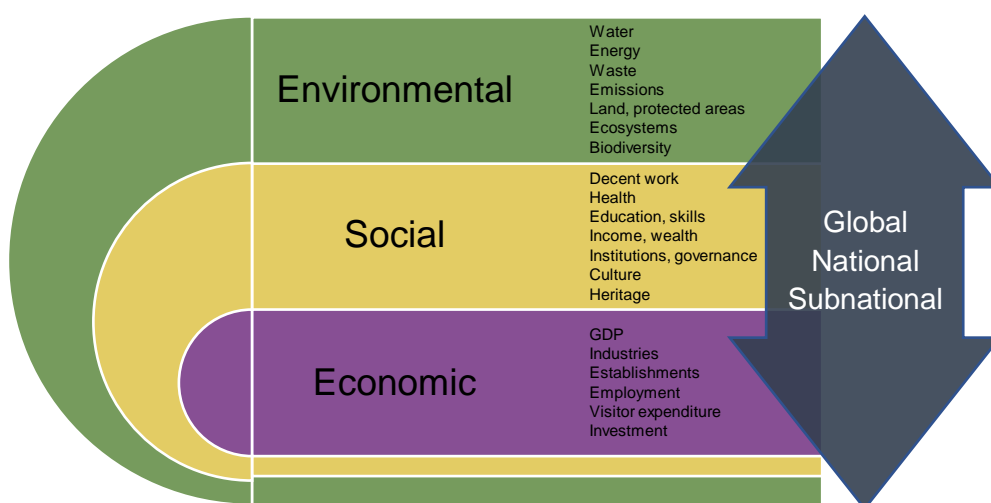 Environmental
Water
Energy
Waste
Emissions
Land, protected areas
Ecosystems
Biodiversity
Social
Decent work
Health
Education, skills
Income, wealth
Institutions, governance
Culture
Heritage
Economic
GDP
Industries
Establishments
Employment
Visitor expenditure
Investment
Global
National
Subnational